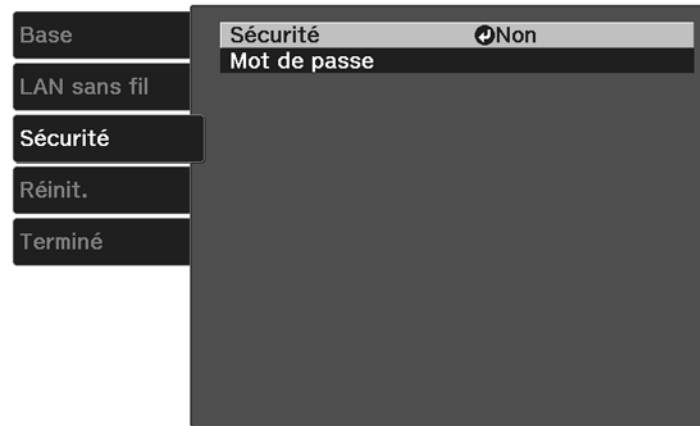 Base
LAN sans fil
Sécurité
Réinit.
Terminé
Sécurité Non
Mot de passe